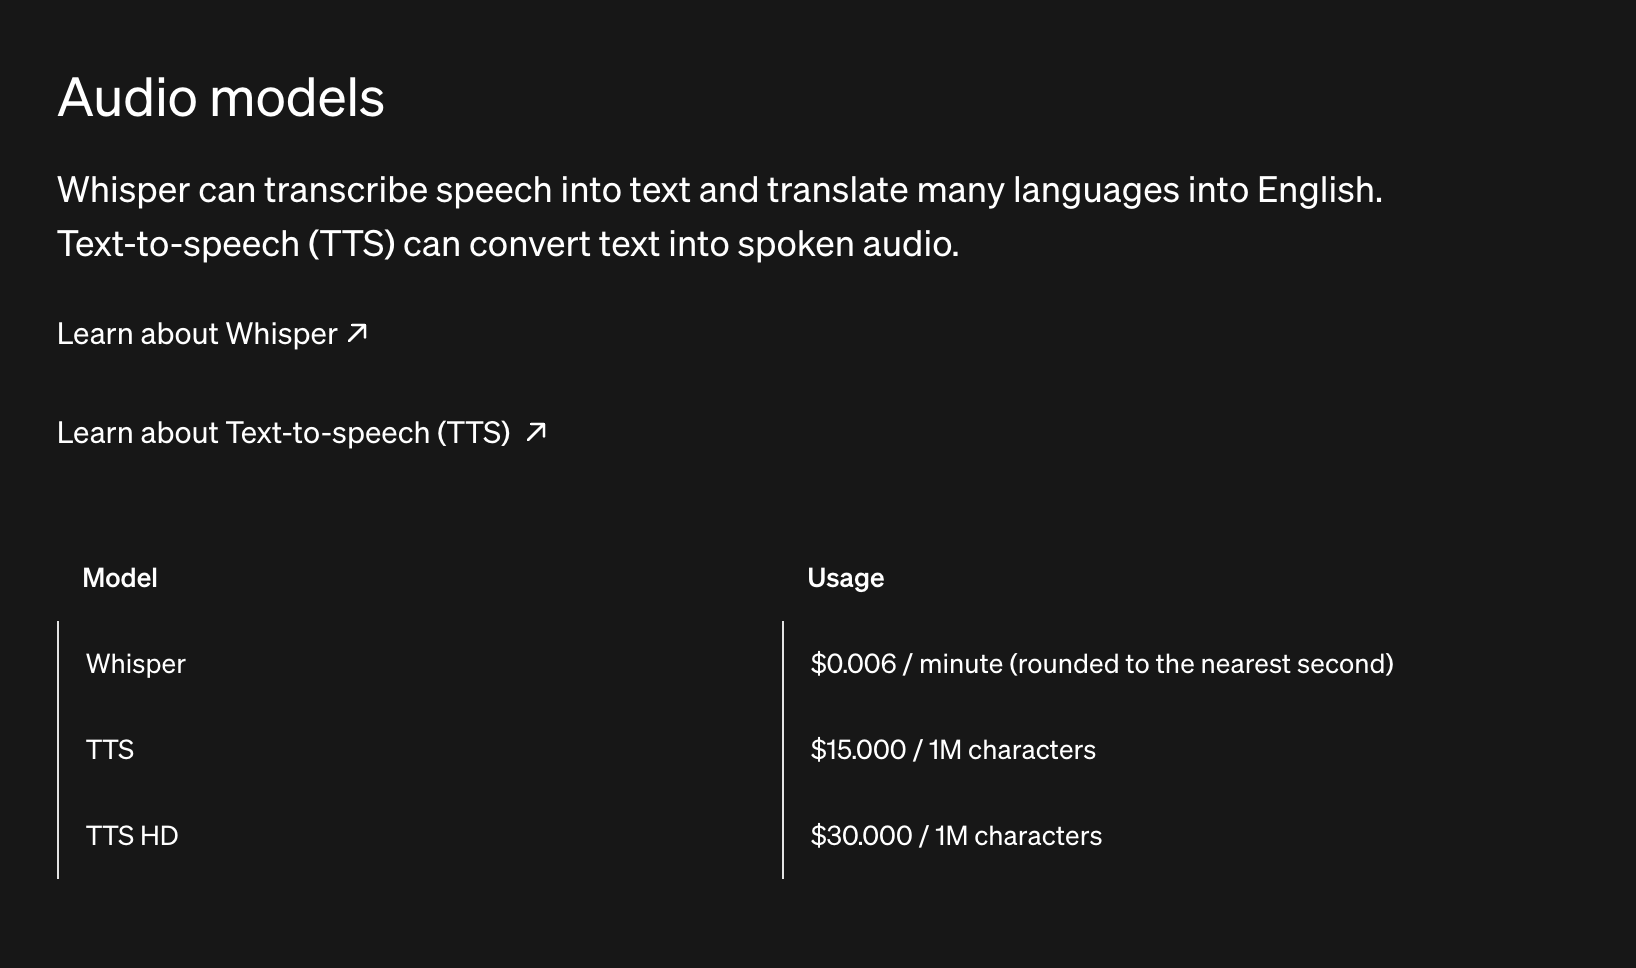 Audio models
Whisper can transcribe speech into text and translate many languages into English.
Text-to-speech (TTS) can convert text into spoken audio.
Learn about Whisper ↗
Learn about Text-to-speech (TTS) ↗
Model Usage
Whisper $0.006 / minute (rounded to the nearest second)
TTS $15.000 / 1M characters
TTS HD $30.000 / 1M characters